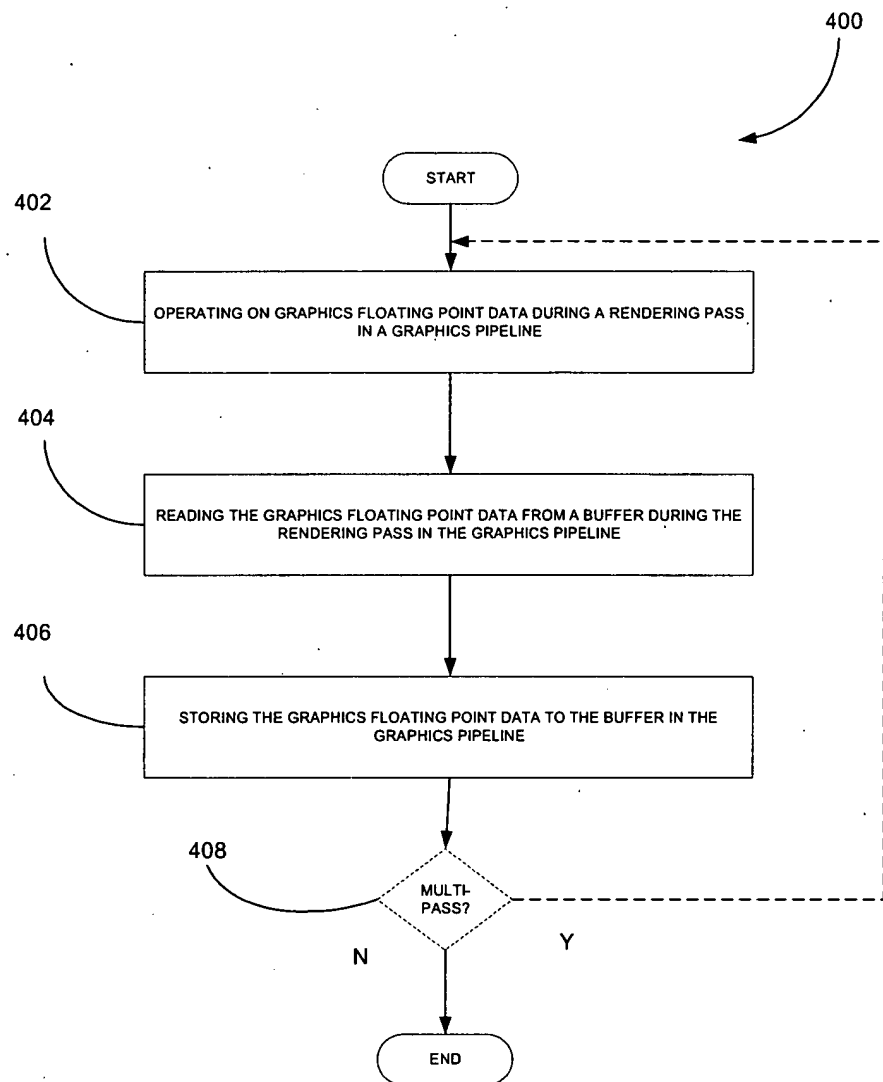 400
START
402
OPERATING ON GRAPHICS FLOATING POINT DATA DURING A RENDERING PASS
IN A GRAPHICS PIPELINE
404
READING THE GRAPHICS FLOATING POINT DATA FROM A BUFFER DURING THE
RENDERING PASS IN THE GRAPHICS PIPELINE
406
STORING THE GRAPHICS FLOATING POINT DATA TO THE BUFFER IN THE
GRAPHICS PIPELINE
408
MULTI-
PASS?
N
Y
END